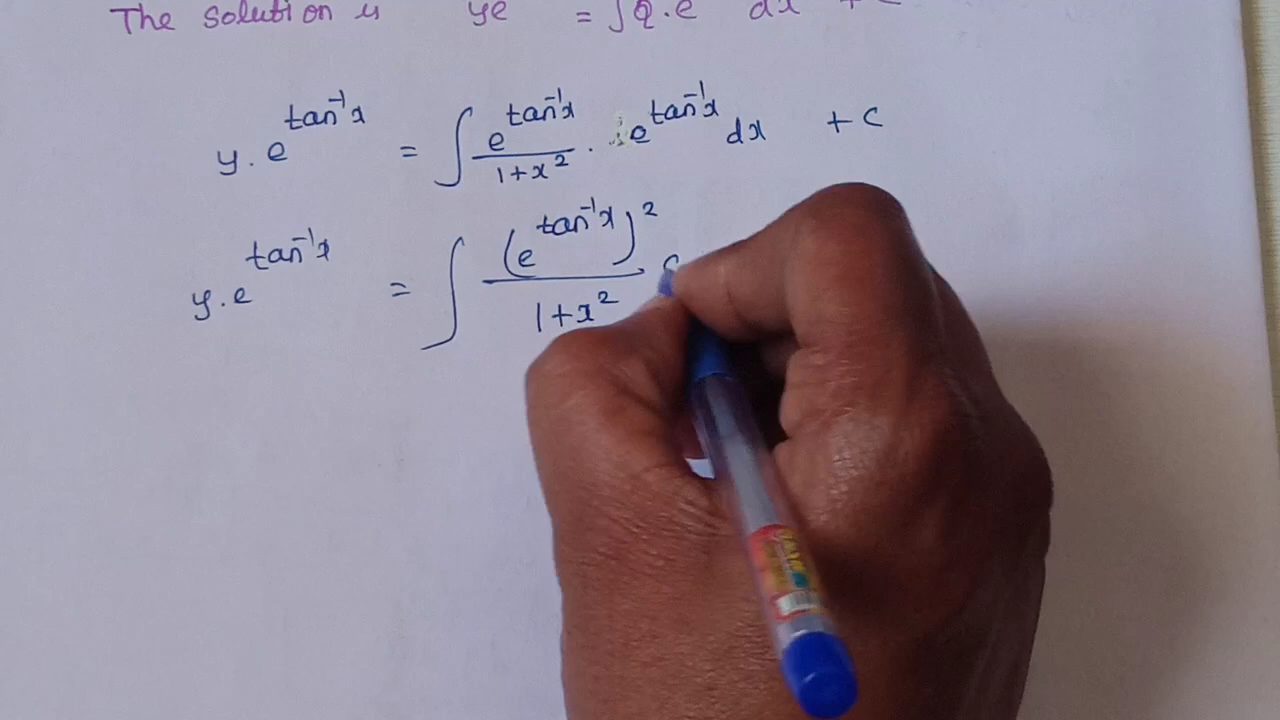 The solution is ye = ∫Q.e dx + c
y.e^(tan⁻¹x) = ∫ e^(tan⁻¹x)/(1+x²) . e^(tan⁻¹x) dx + c
y.e^(tan⁻¹x) = ∫ (e^(tan⁻¹x))²/(1+x²)